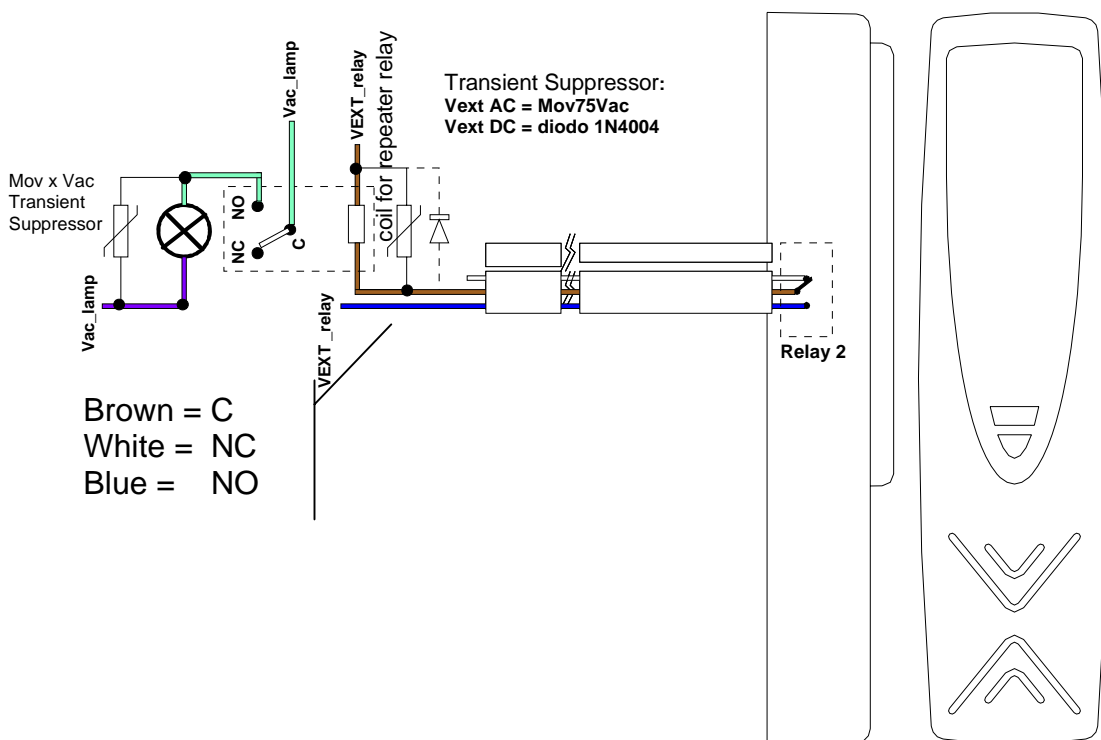 Vac_lamp
VEXT_relay
coil for repeater relay
Transient Suppressor:
Vext AC = Mov75Vac
Vext DC = diodo 1N4004
Mov x Vac
Transient
Suppressor
NO
NC
C
Vac_lamp
VEXT_relay
Relay 2
Brown = C
White = NC
Blue = NO